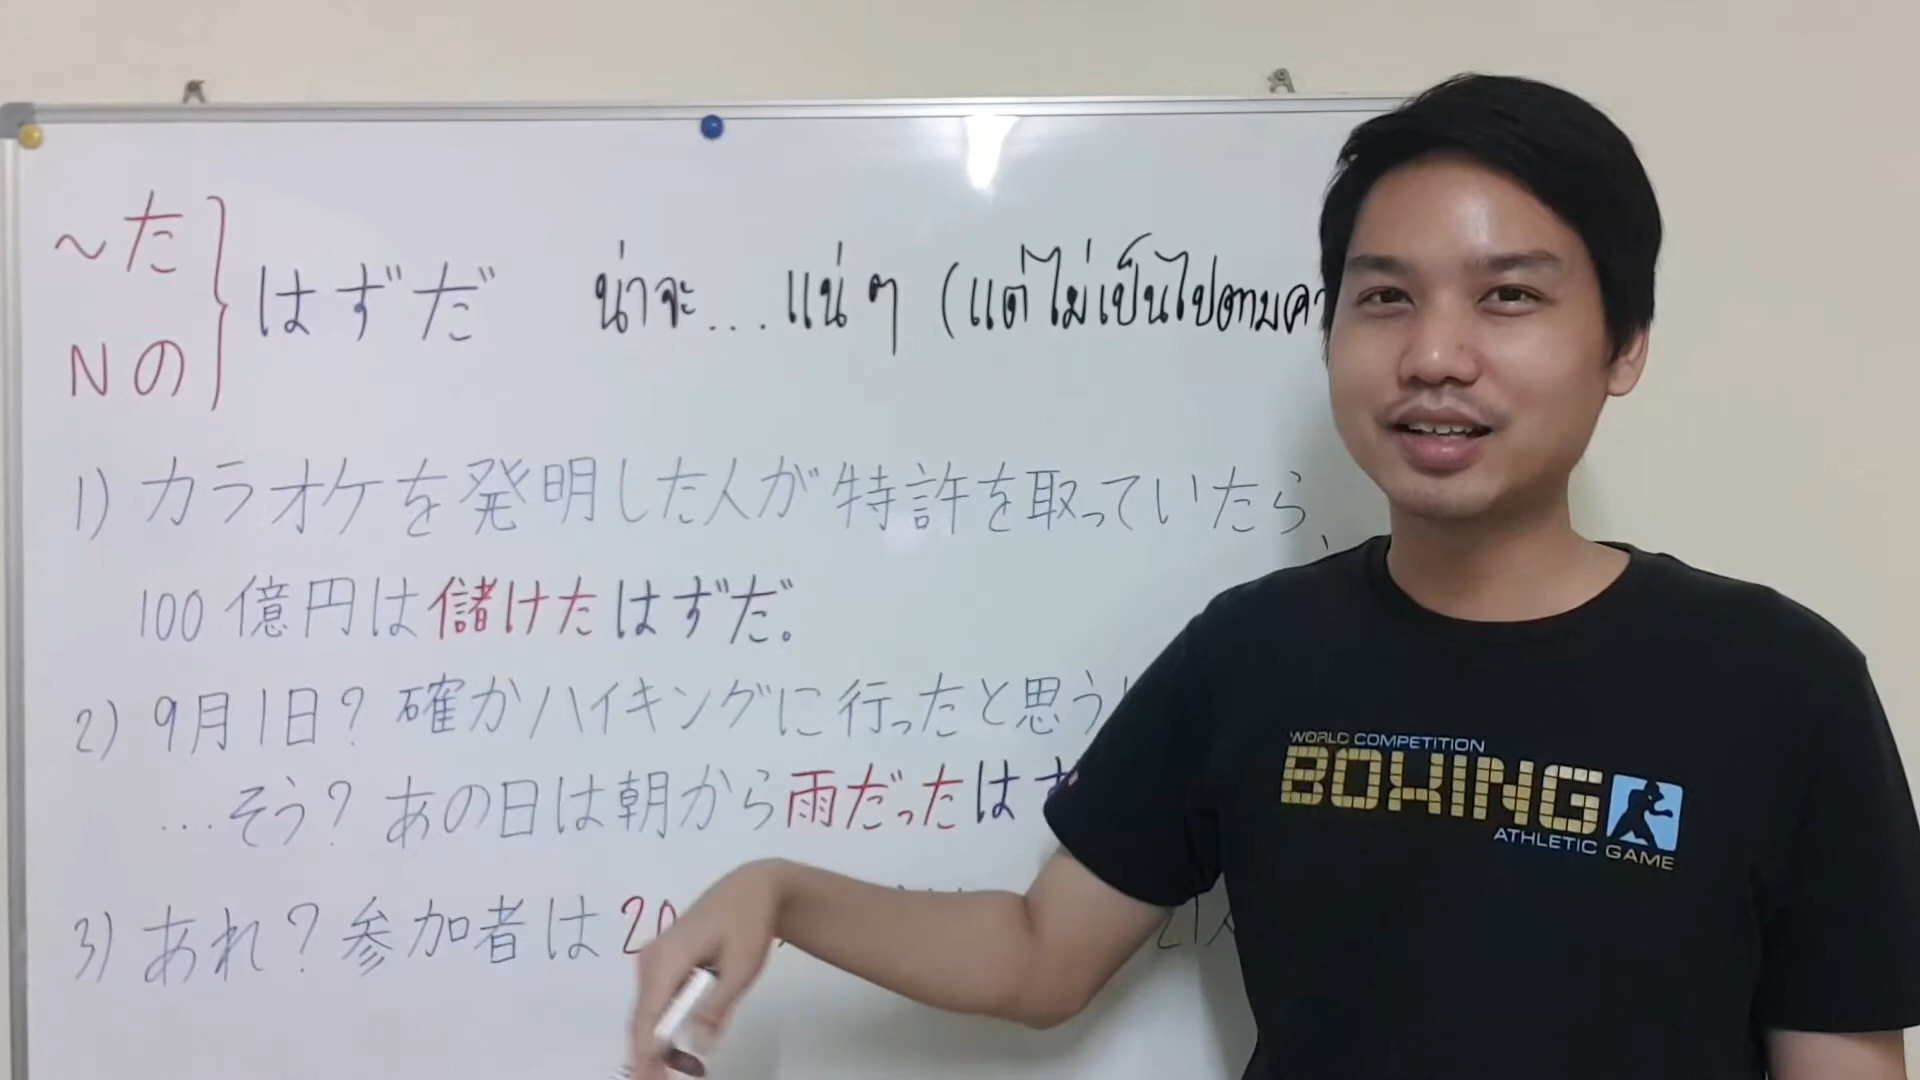 ~た
Nの
はずだ น่าจะ....แน่ๆ (แต่ไม่เป็นไปตาม
1) カラオケを発明した人が特許を取っていたら、
100億円は儲けたはずだ。
2) 9月1日? 確かハイキングに行ったと思う
...そう? あの日は朝から雨だったはず
3) あれ? 参加者は20
WORLD COMPETITION
BOXING
ATHLETIC GAME